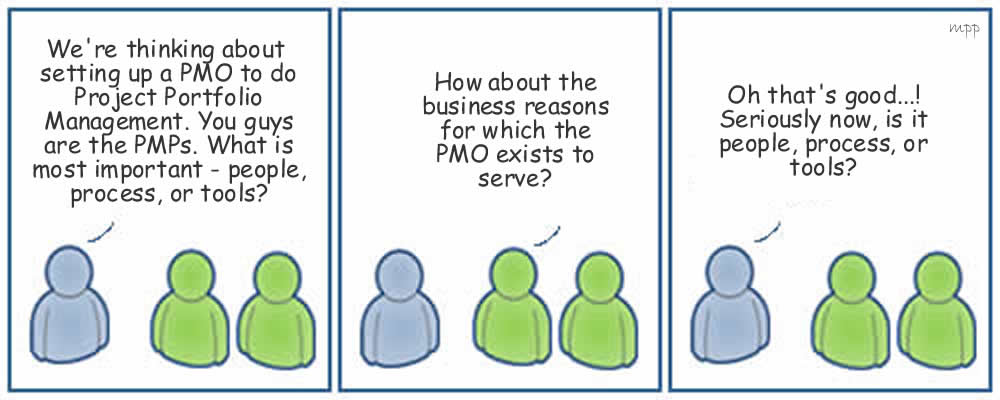 We're thinking about
setting up a PMO to do
Project Portfolio
Management. You guys
are the PMPs. What is
most important - people,
process, or tools?
How about the
business reasons
for which the
PMO exists to
serve?
mpp
Oh that's good...!
Seriously now, is it
people, process, or
tools?